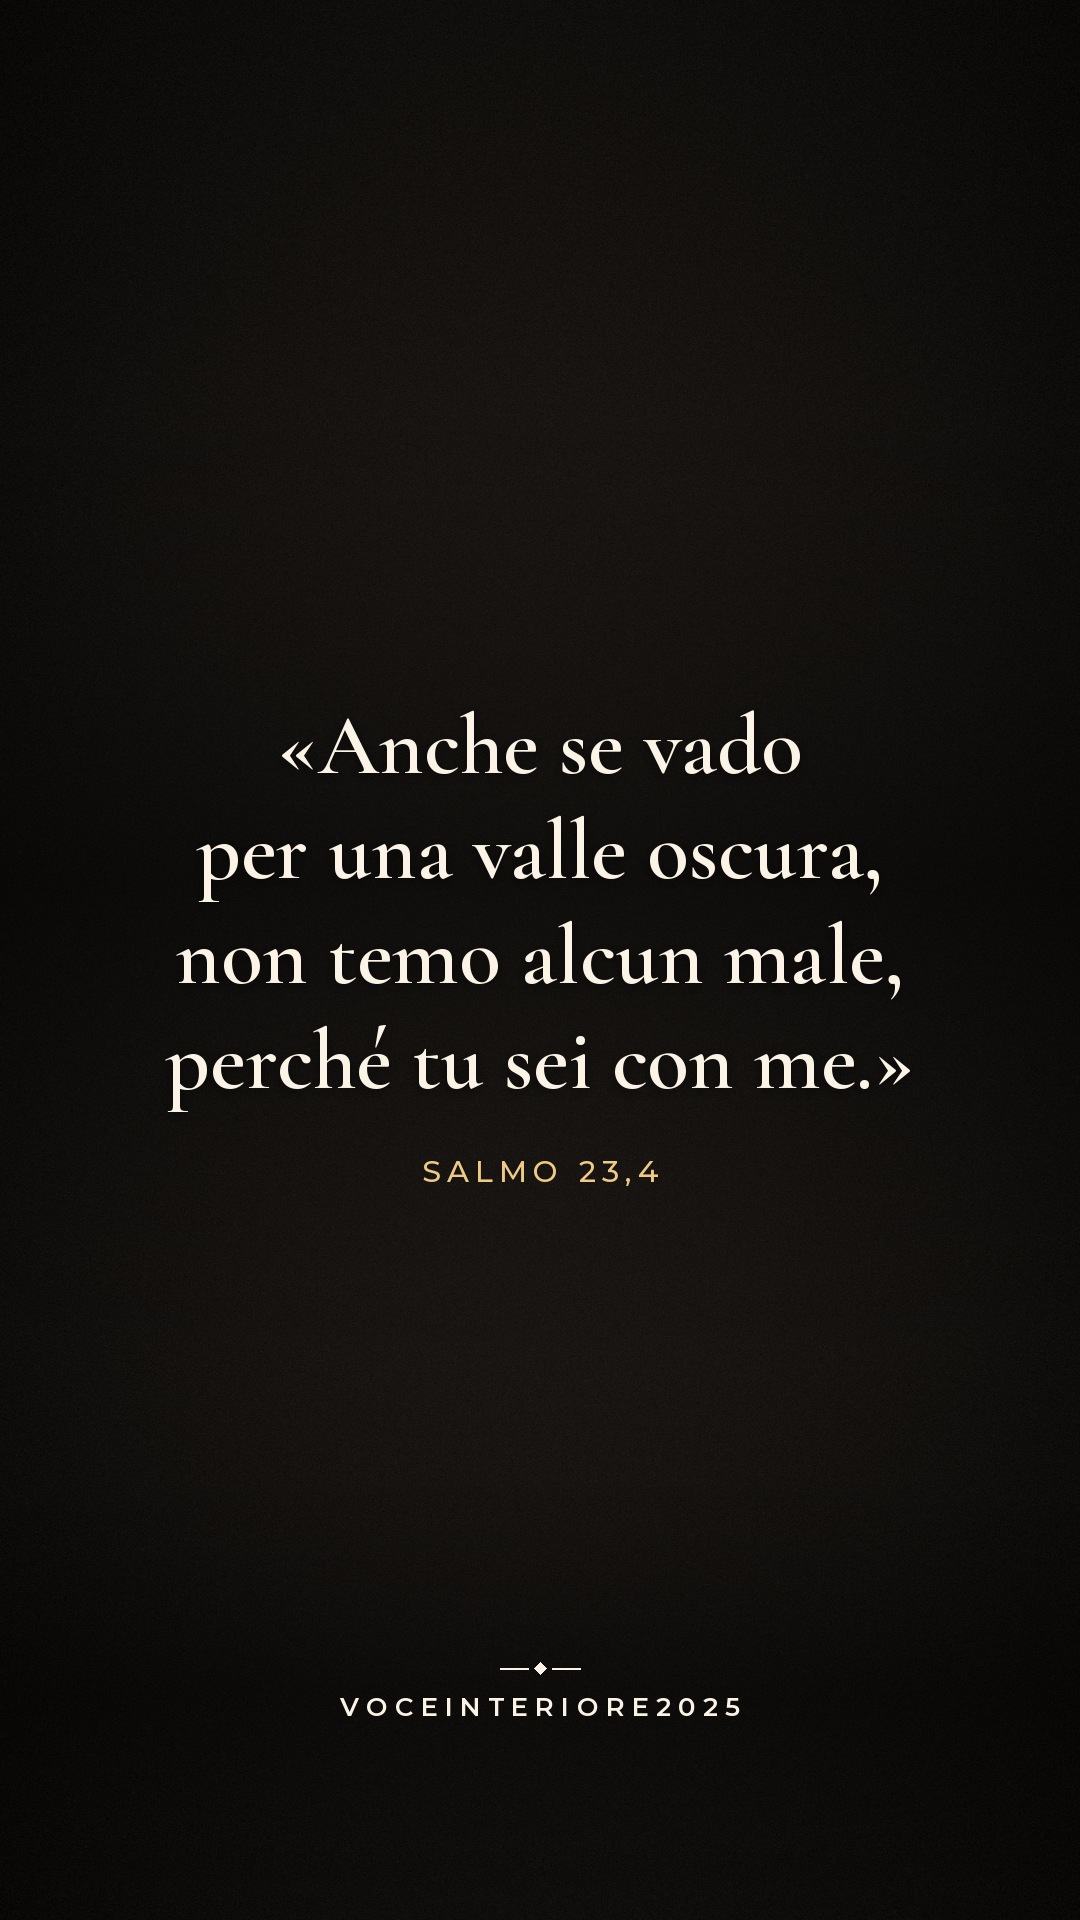 «Anche se vado
per una valle oscura,
non temo alcun male,
perché tu sei con me.»
SALMO 23,4
VOCEINTERIORE2025